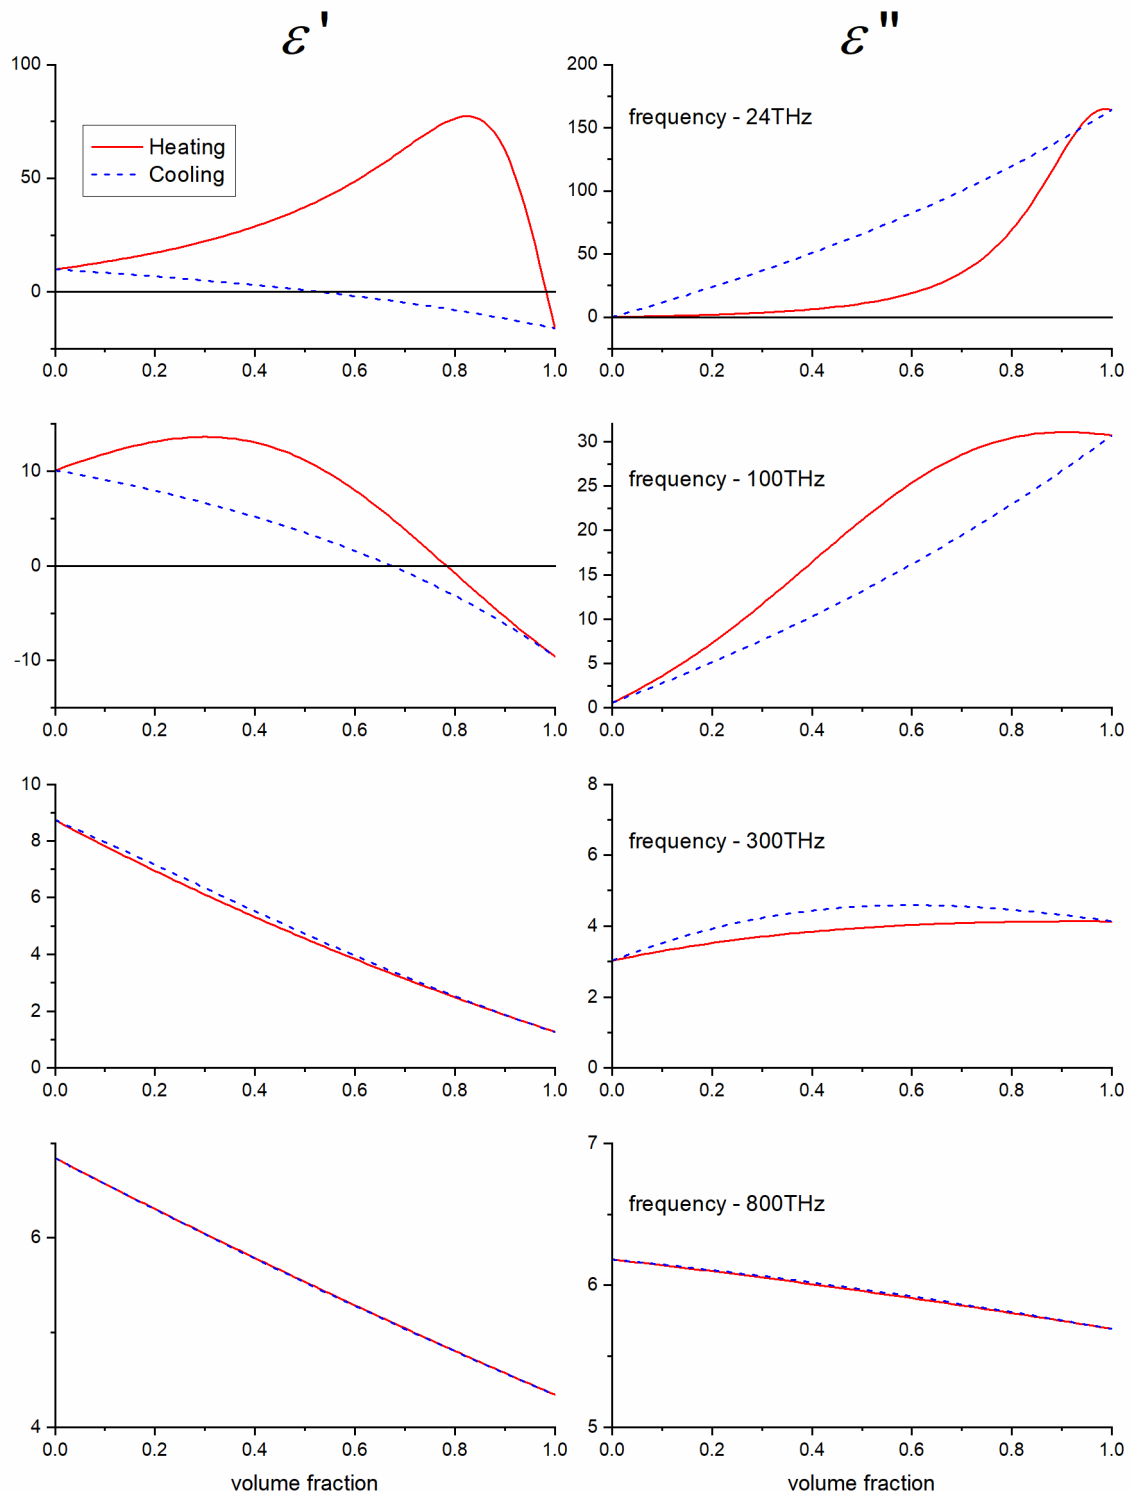 ε' ε"
100
50
0
Heating
Cooling
0.0 0.2 0.4 0.6 0.8 1.0
200
150
100
50
0
frequency - 24THz
0.0 0.2 0.4 0.6 0.8 1.0
10
0
-10
0.0 0.2 0.4 0.6 0.8 1.0
30
25
20
15
10
5
0
frequency - 100THz
0.0 0.2 0.4 0.6 0.8 1.0
10
8
6
4
2
0
0.0 0.2 0.4 0.6 0.8 1.0
8
6
4
2
0
frequency - 300THz
0.0 0.2 0.4 0.6 0.8 1.0
6
4
0.0 0.2 0.4 0.6 0.8 1.0
volume fraction
7
6
5
frequency - 800THz
0.0 0.2 0.4 0.6 0.8 1.0
volume fraction